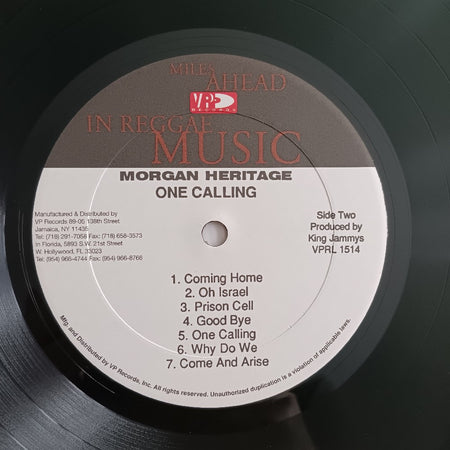 MILES
AHEAD
VP
RECORDS
IN REGGAE
MUSIC
MORGAN HERITAGE
ONE CALLING
Manufactured & Distributed by
VP Records 89-05 138th Street
Jamaica, NY 11435
Tel: (718) 291-7058 Fax: (718) 658-3573
in Florida, 5893 S.W. 21st Street
W. Hollywood, FL 33023
Tel: (954) 966-4744 Fax: (954) 966-8766
Side Two
Produced by
King Jammys
VPRL 1514
1. Coming Home
2. Oh Israel
3. Prison Cell
4. Good Bye
5. One Calling
6. Why Do We
7. Come And Arise
Mfg. and Distributed by VP Records, Inc. All rights reserved. Unauthorized duplication is a violation of applicable laws.